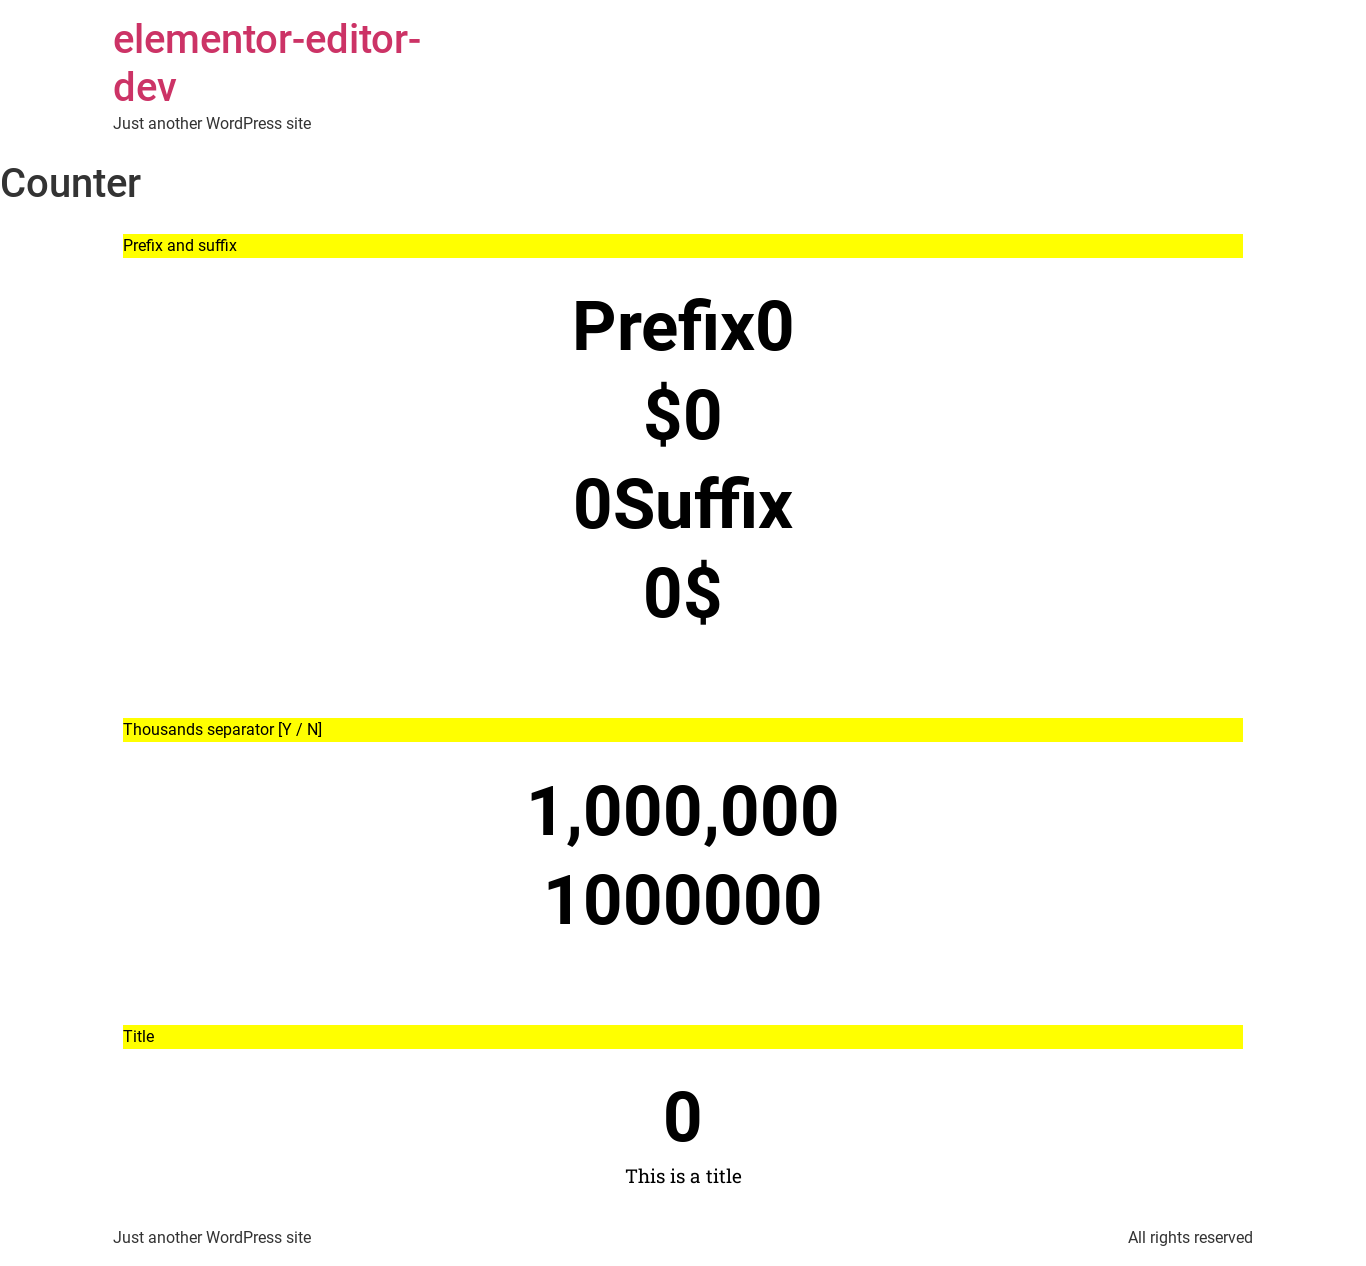 elementor-editor-
dev
Just another WordPress site
Counter
Prefix and suffix
Prefix0
$0
0Suffix
0$
Thousands separator [Y / N]
1,000,000
1000000
Title
0
This is a title
Just another WordPress site
All rights reserved